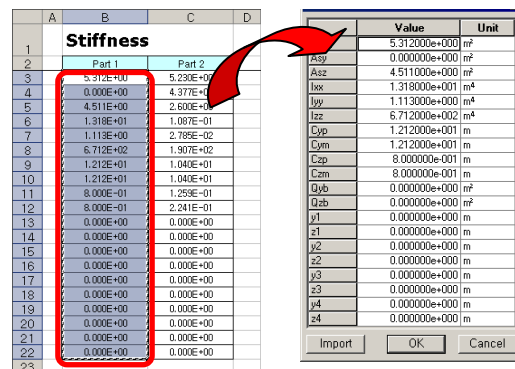 A B C D
1 Stiffness
2 Part 1 Part 2
3 5.312E+00 5.230E+00
4 0.000E+00 4.377E+00
5 4.511E+00 2.600E+00
6 1.318E+01 1.087E-01
7 1.113E+00 2.785E-02
8 6.712E+02 1.907E+02
9 1.212E+01 1.040E+01
10 1.212E+01 1.040E+01
11 8.000E-01 1.259E-01
12 8.000E-01 2.241E-01
13 0.000E+00 0.000E+00
14 0.000E+00 0.000E+00
15 0.000E+00 0.000E+00
16 0.000E+00 0.000E+00
17 0.000E+00 0.000E+00
18 0.000E+00 0.000E+00
19 0.000E+00 0.000E+00
20 0.000E+00 0.000E+00
21 0.000E+00 0.000E+00
22 0.000E+00 0.000E+00
23
Value Unit
5.312000e+000 m²
Asy 0.000000e+000 m²
Asz 4.511000e+000 m²
Ixx 1.318000e+001 m⁴
Iyy 1.113000e+000 m⁴
Izz 6.712000e+002 m⁴
Cyp 1.212000e+001 m
Cym 1.212000e+001 m
Czp 8.000000e-001 m
Czm 8.000000e-001 m
Qyb 0.000000e+000 m²
Qzb 0.000000e+000 m²
y1 0.000000e+000 m
z1 0.000000e+000 m
y2 0.000000e+000 m
z2 0.000000e+000 m
y3 0.000000e+000 m
z3 0.000000e+000 m
y4 0.000000e+000 m
z4 0.000000e+000 m
Import OK Cancel